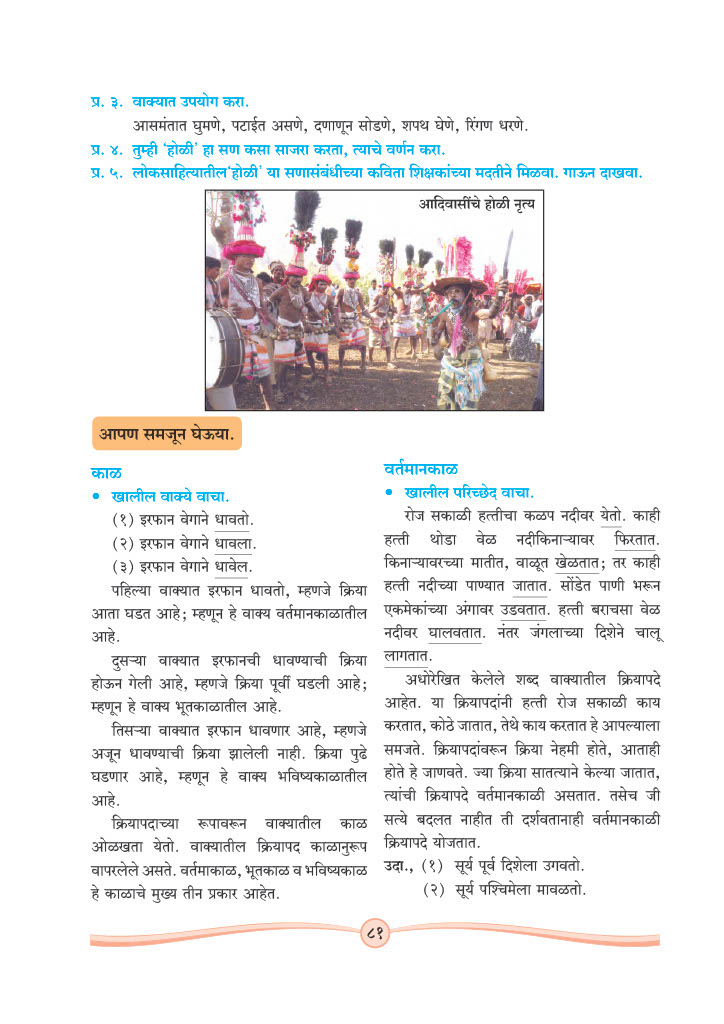 प्र. ३. वाक्यात उपयोग करा.
आसमंतात घुमणे, पटाईत असणे, दणाणून सोडणे, शपथ घेणे, रिंगण धरणे.
प्र. ४. तुम्ही ‘होळी’ हा सण कसा साजरा करता, त्याचे वर्णन करा.
प्र. ५. लोकसाहित्यातील‘होळी’ या सणासंबंधीच्या कविता शिक्षकांच्या मदतीने मिळवा. गाऊन दाखवा.
आदिवासींचे होळी नृत्य
आपण समजून घेऊया.
काळ
• खालील वाक्ये वाचा.
(१) इरफान वेगाने धावतो.
(२) इरफान वेगाने धावला.
(३) इरफान वेगाने धावेल.
पहिल्या वाक्यात इरफान धावतो, म्हणजे क्रिया
आता घडत आहे; म्हणून हे वाक्य वर्तमानकाळातील
आहे.
दुसऱ्या वाक्यात इरफानची धावण्याची क्रिया
होऊन गेली आहे, म्हणजे क्रिया पूर्वी घडली आहे;
म्हणून हे वाक्य भूतकाळातील आहे.
तिसऱ्या वाक्यात इरफान धावणार आहे, म्हणजे
अजून धावण्याची क्रिया झालेली नाही. क्रिया पुढे
घडणार आहे, म्हणून हे वाक्य भविष्यकाळातील
आहे.
क्रियापदाच्या रूपावरून वाक्यातील काळ
ओळखता येतो. वाक्यातील क्रियापद काळानुरूप
वापरलेले असते. वर्तमाकाळ, भूतकाळ व भविष्यकाळ
हे काळाचे मुख्य तीन प्रकार आहेत.
वर्तमानकाळ
• खालील परिच्छेद वाचा.
रोज सकाळी हत्तीचा कळप नदीवर येतो. काही
हत्ती थोडा वेळ नदीकिनाऱ्यावर फिरतात.
किनाऱ्यावरच्या मातीत, वाळूत खेळतात; तर काही
हत्ती नदीच्या पाण्यात जातात. सोंडेत पाणी भरून
एकमेकांच्या अंगावर उडवतात. हत्ती बराचसा वेळ
नदीवर घालवतात. नंतर जंगलाच्या दिशेने चालू
लागतात.
अधोरेखित केलेले शब्द वाक्यातील क्रियापदे
आहेत. या क्रियापदांनी हत्ती रोज सकाळी काय
करतात, कोठे जातात, तेथे काय करतात हे आपल्याला
समजते. क्रियापदांवरून क्रिया नेहमी होते, आताही
होते हे जाणवते. ज्या क्रिया सातत्याने केल्या जातात,
त्यांची क्रियापदे वर्तमानकाळी असतात. तसेच जी
सत्ये बदलत नाहीत ती दर्शवतानाही वर्तमानकाळी
क्रियापदे योजतात.
उदा., (१) सूर्य पूर्व दिशेला उगवतो.
(२) सूर्य पश्चिमेला मावळतो.
८१